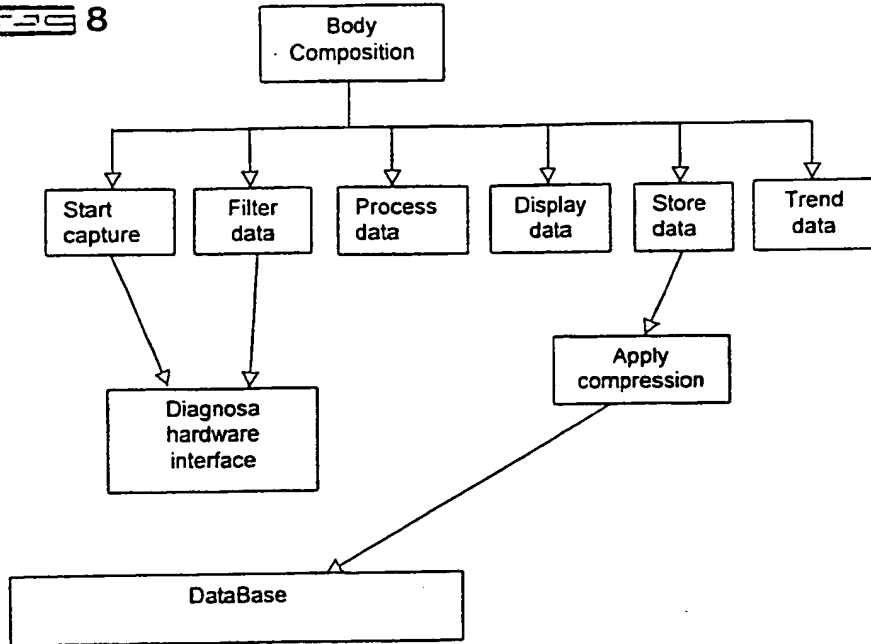 8
Body
Composition
Start
capture
Filter
data
Process
data
Display
data
Store
data
Trend
data
Apply
compression
Diagnosa
hardware
interface
DataBase